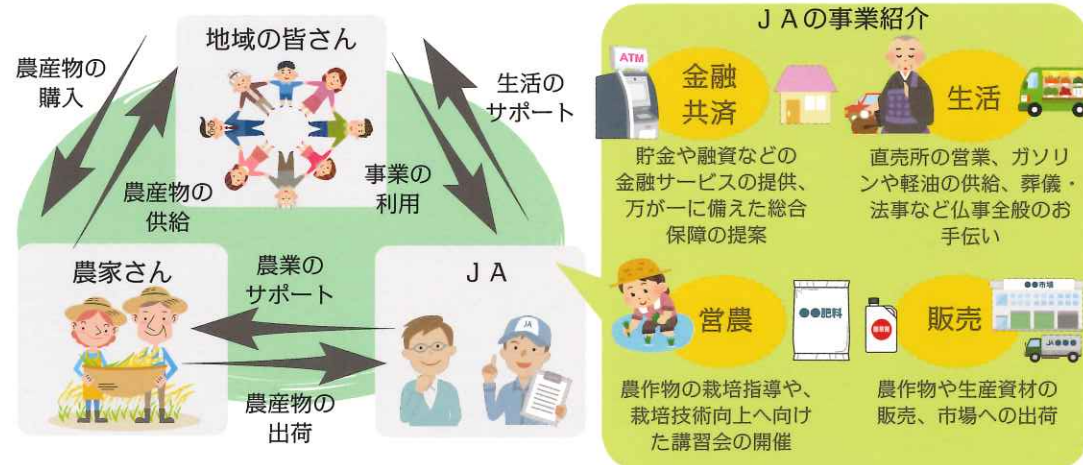 地域の皆さん
農産物の
購入
農産物の
供給
生活の
サポート
事業の
利用
農家さん
農業の
サポート
農産物の
出荷
JA
JA
JAの事業紹介
ATM
金融
共済
貯金や融資などの
金融サービスの提供、
万が一に備えた総合
保障の提案
生活
直売所の営業、ガソリ
ンや軽油の供給、葬儀・
法事など仏事全般のお
手伝い
営農
●●肥料
農作物の栽培指導や、
栽培技術向上へ向け
た講習会の開催
販売
●●市場
JA●●●
農作物や生産資材の
販売、市場への出荷